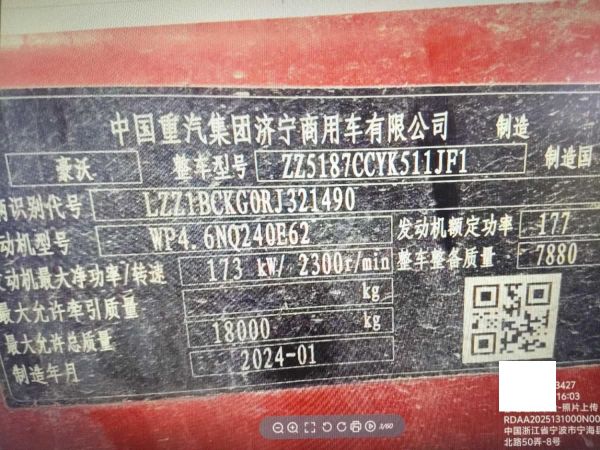 中国重汽集团济宁商用车有限公司 制造
豪沃 整车型号 ZZ5187CCYK511JF1 制造国
辆识别代号 LZZ1BCKG0RJ321490
动机型号 WP4.6NQ240E62 发动机额定功率 177
发动机最大净功率/转速 173 kW/ 2300r/min 整车整备质量 7880
最大允许牵引质量 kg
最大允许总质量 18000 kg
制造年月 2024-01
3427
16:03
-照片上传
RDAA2025131000N00
中国浙江省宁波市宁海县
北路50弄-8号
3/60